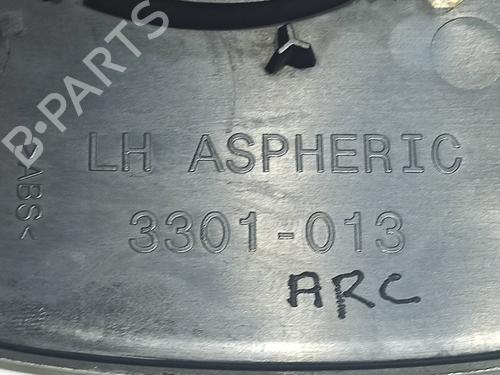 B-PARTS
LH ASPHERIC
>ABS<
3301-013
ARC